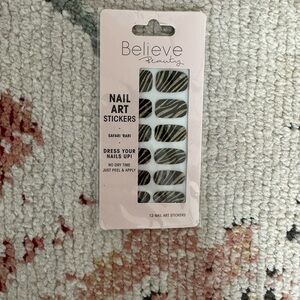 Believe
Beauty
NAIL
ART
STICKERS
SAFARI 'BABI
DRESS YOUR
NAILS UP!
NO DRY TIME
JUST PEEL & APPLY
12 NAIL ART STICKERS